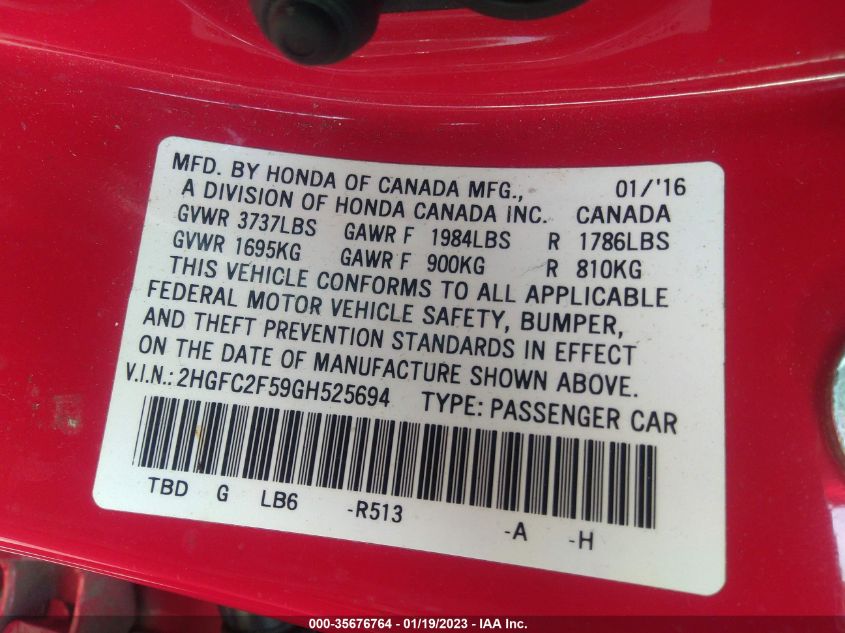 MFD. BY HONDA OF CANADA MFG., 01/'16
A DIVISION OF HONDA CANADA INC. CANADA
GVWR 3737LBS GAWR F 1984LBS R 1786LBS
GVWR 1695KG GAWR F 900KG R 810KG
THIS VEHICLE CONFORMS TO ALL APPLICABLE
FEDERAL MOTOR VEHICLE SAFETY, BUMPER,
AND THEFT PREVENTION STANDARDS IN EFFECT
ON THE DATE OF MANUFACTURE SHOWN ABOVE.
V.I.N.: 2HGFC2F59GH525694 TYPE: PASSENGER CAR
TBD G LB6 -R513 -A -H
000-35676764 / 01/19/2023 - IAA Inc.